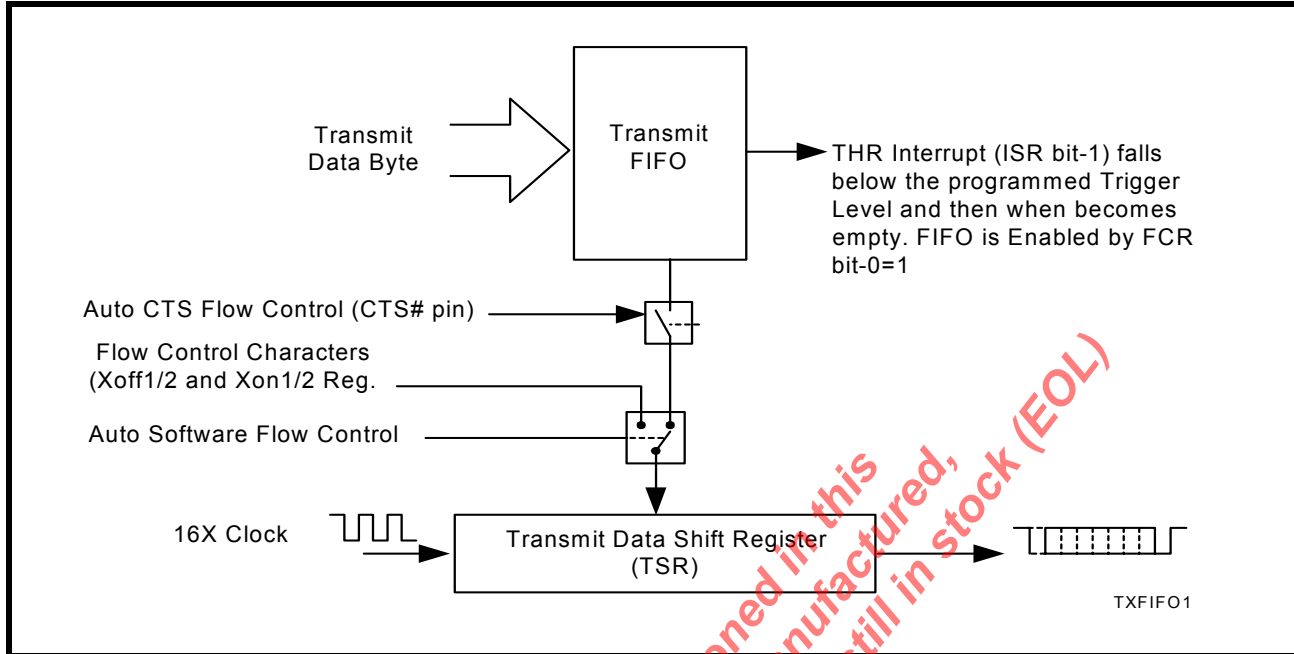 Transmit
Data Byte
Transmit
FIFO
THR Interrupt (ISR bit-1) falls
below the programmed Trigger
Level and then when becomes
empty. FIFO is Enabled by FCR
bit-0=1
Auto CTS Flow Control (CTS# pin)
Flow Control Characters
(Xoff1/2 and Xon1/2 Reg.
Auto Software Flow Control
16X Clock
Transmit Data Shift Register
(TSR)
TXFIFO1
in this
still in stock (EOL)